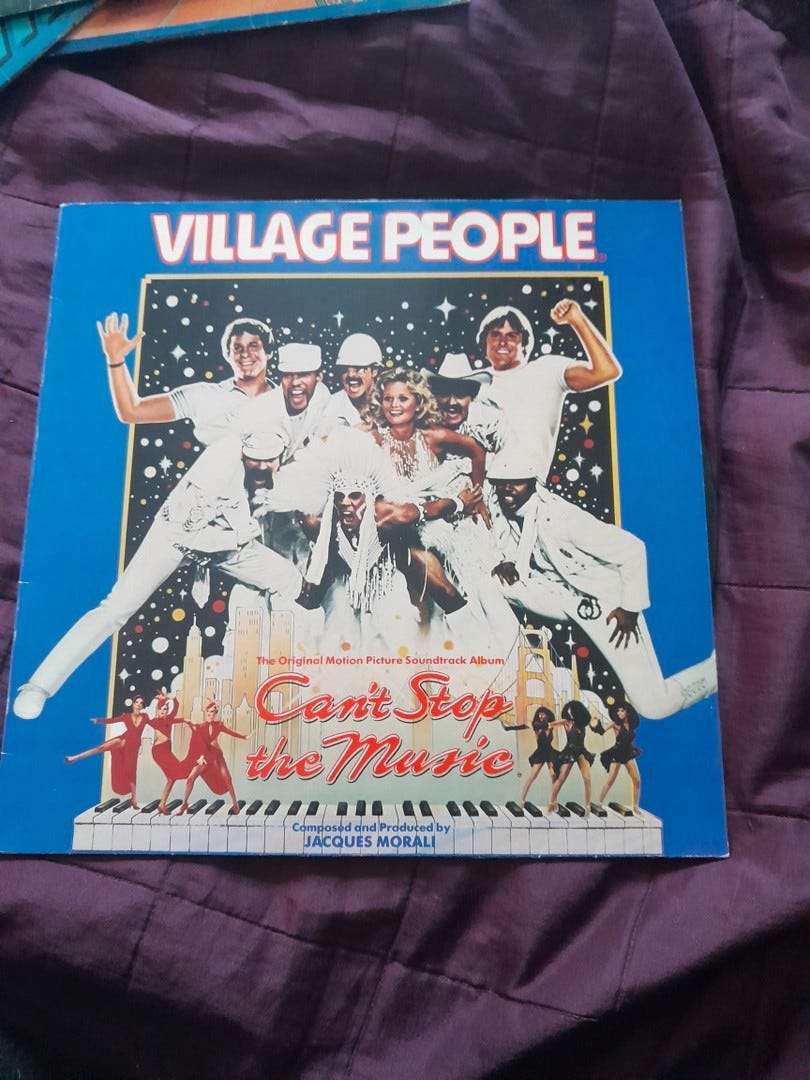 VILLAGE PEOPLE
The Original Motion Picture Soundtrack Album
Can't Stop
the Music
Composed and Produced by
JACQUES MORALI